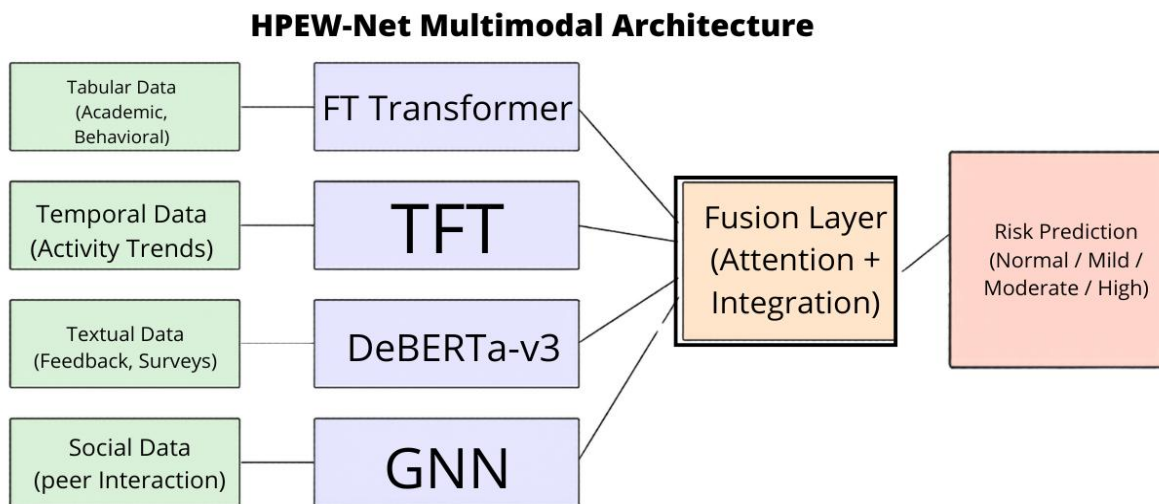 HPEW-Net Multimodal Architecture
Tabular Data
(Academic,
Behavioral)
FT Transformer
Temporal Data
(Activity Trends)
TFT
Textual Data
(Feedback, Surveys)
DeBERTa-v3
Social Data
(peer Interaction)
GNN
Fusion Layer
(Attention +
Integration)
Risk Prediction
(Normal / Mild /
Moderate / High)